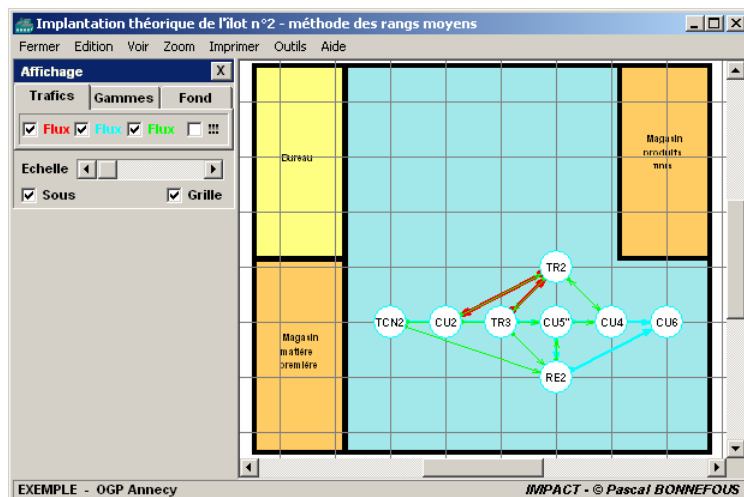 Implantation théorique de l'îlot n°2 - méthode des rangs moyens
Fermer Edition Voir Zoom Imprimer Outils Aide
Affichage X
Trafics Gammes Fond
Flux Flux Flux !!!
Echelle
Sous Grille
Bureau
Magasin
produits
finis
TR2
TCN2 CU2 TR3 CU5" CU4 CU6
Magasin
matière
première
RE2
EXEMPLE - OGP Annecy
IMPACT - © Pascal BONNEFOUS